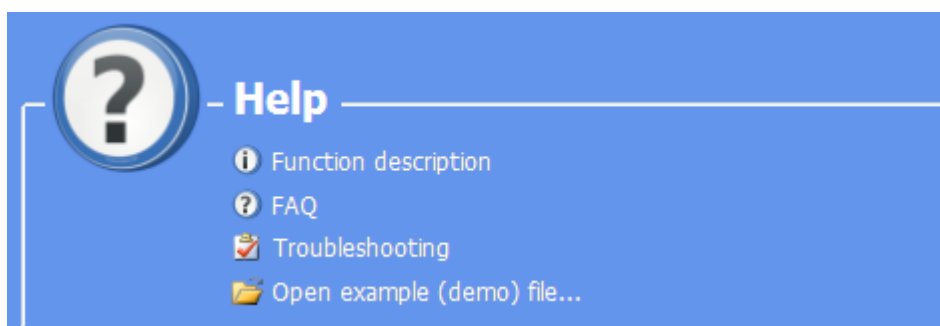 Help
Function description
FAQ
Troubleshooting
Open example (demo) file...